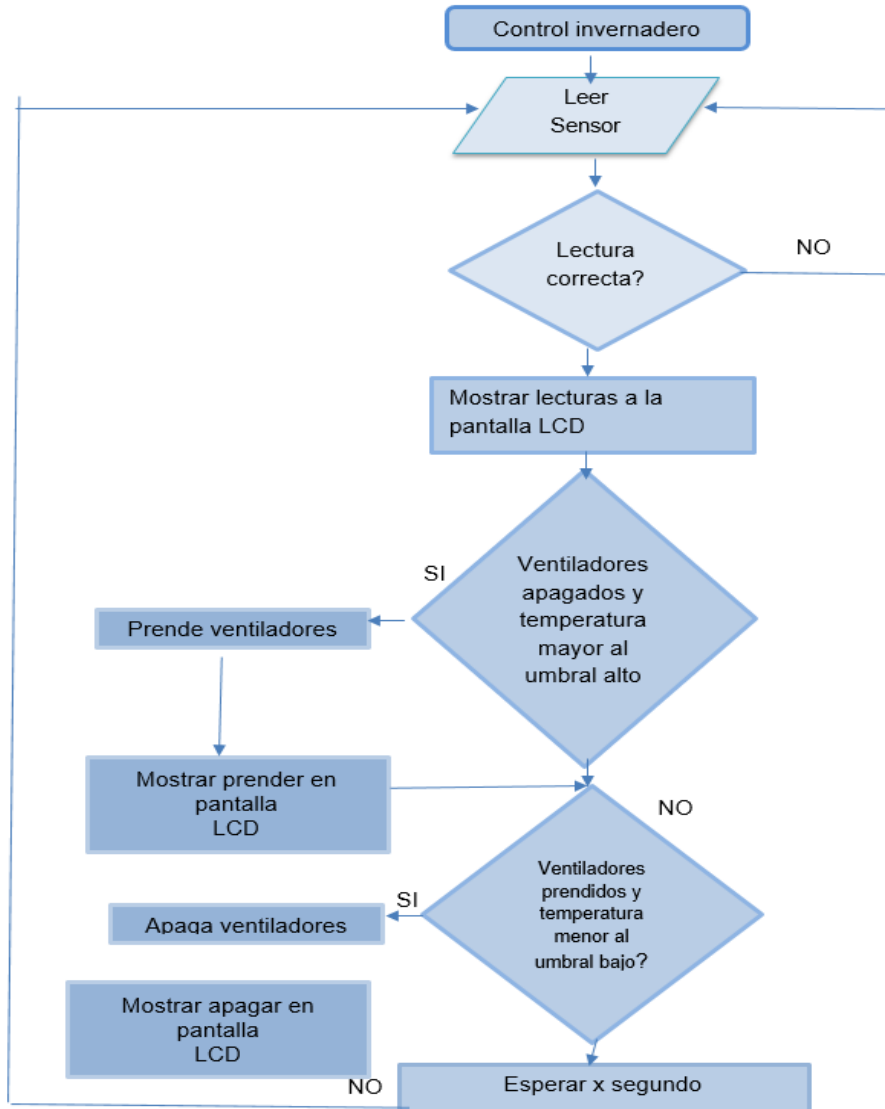 Control invernadero
Leer
Sensor
Lectura
correcta?
NO
Mostrar lecturas a la
pantalla LCD
SI
Ventiladores
apagados y
temperatura
mayor al
umbral alto
Prende ventiladores
Mostrar prender en
pantalla
LCD
NO
Ventiladores
prendidos y
temperatura
menor al
umbral bajo?
SI
Apaga ventiladores
Mostrar apagar en
pantalla
LCD
NO
Esperar x segundo